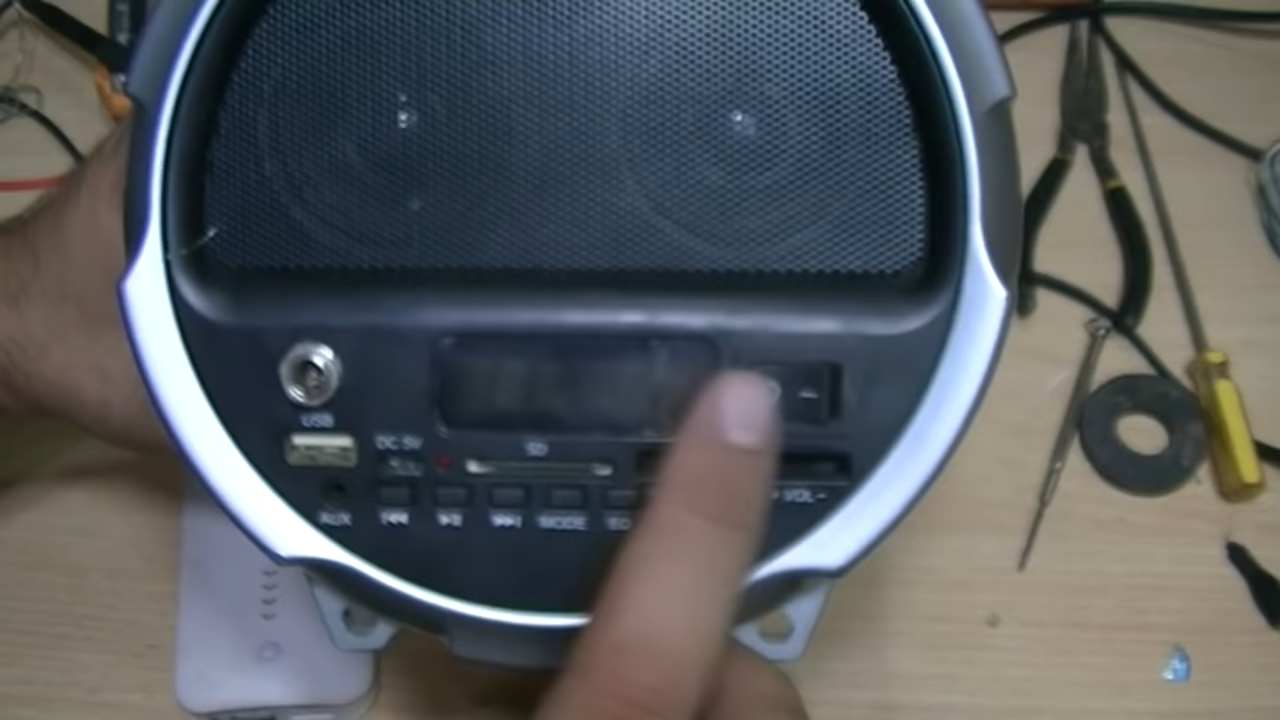 USB
DC 5V
SD
VOL-
AUX
MODE